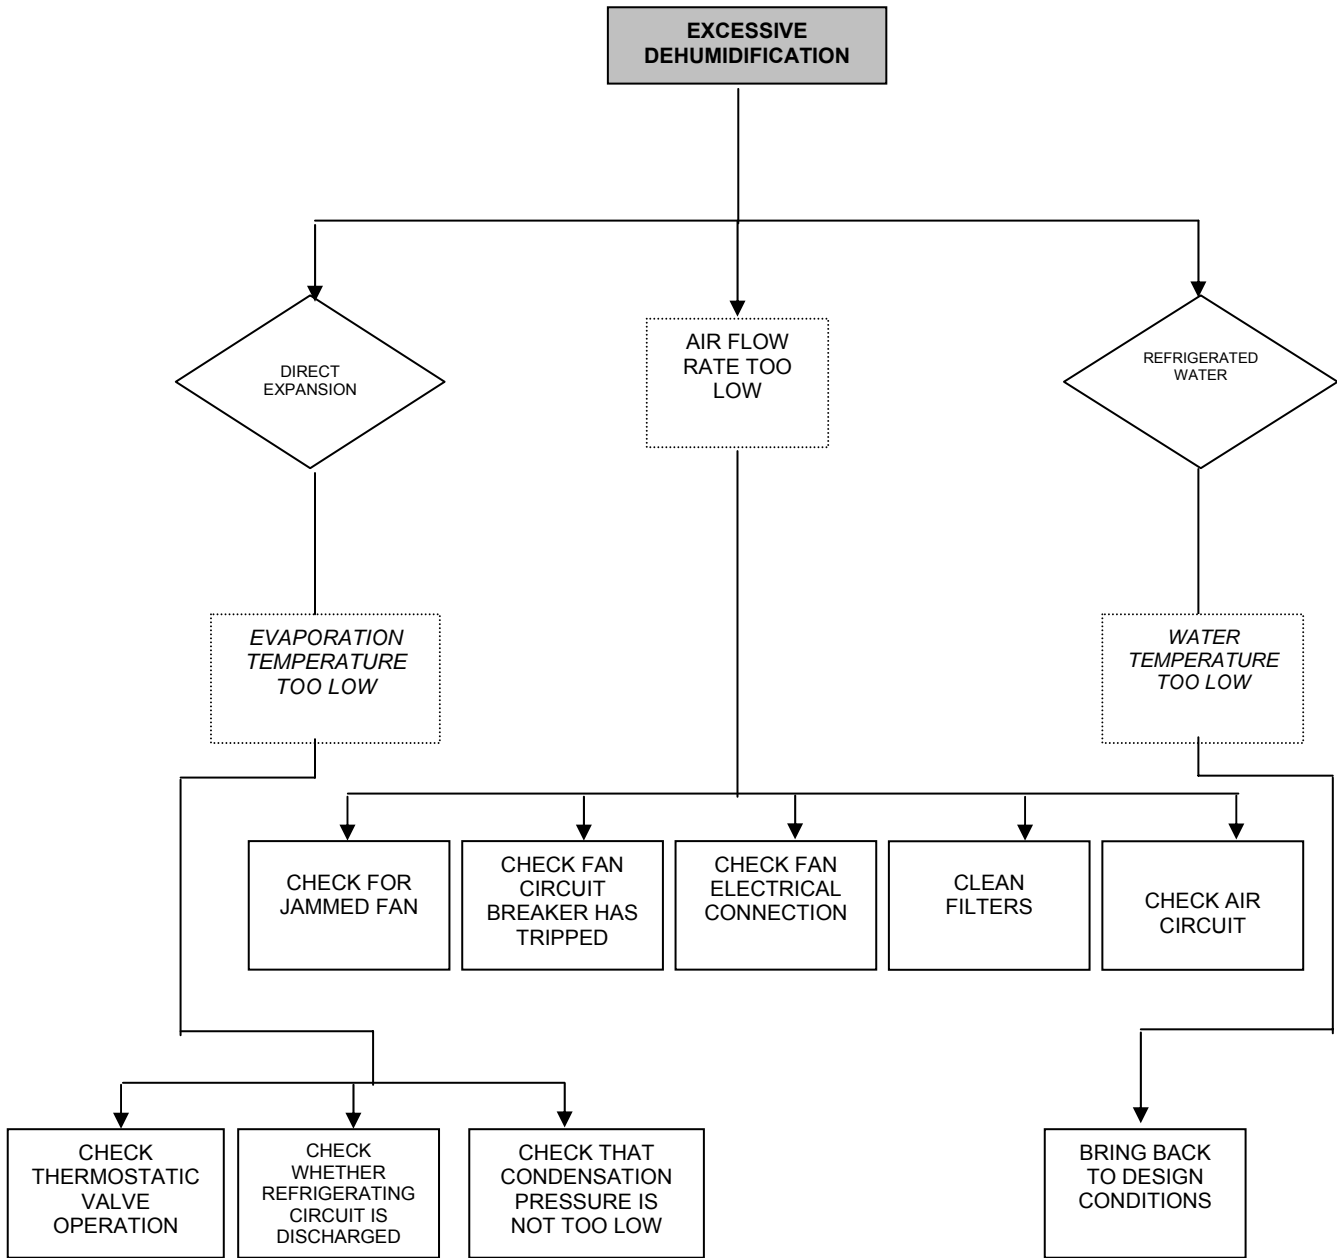 EXCESSIVE
DEHUMIDIFICATION
DIRECT
EXPANSION
AIR FLOW
RATE TOO
LOW
REFRIGERATED
WATER
EVAPORATION
TEMPERATURE
TOO LOW
WATER
TEMPERATURE
TOO LOW
CHECK FOR
JAMMED FAN
CHECK FAN
CIRCUIT
BREAKER HAS
TRIPPED
CHECK FAN
ELECTRICAL
CONNECTION
CLEAN
FILTERS
CHECK AIR
CIRCUIT
CHECK
THERMOSTATIC
VALVE
OPERATION
CHECK
WHETHER
REFRIGERATING
CIRCUIT IS
DISCHARGED
CHECK THAT
CONDENSATION
PRESSURE IS
NOT TOO LOW
BRING BACK
TO DESIGN
CONDITIONS